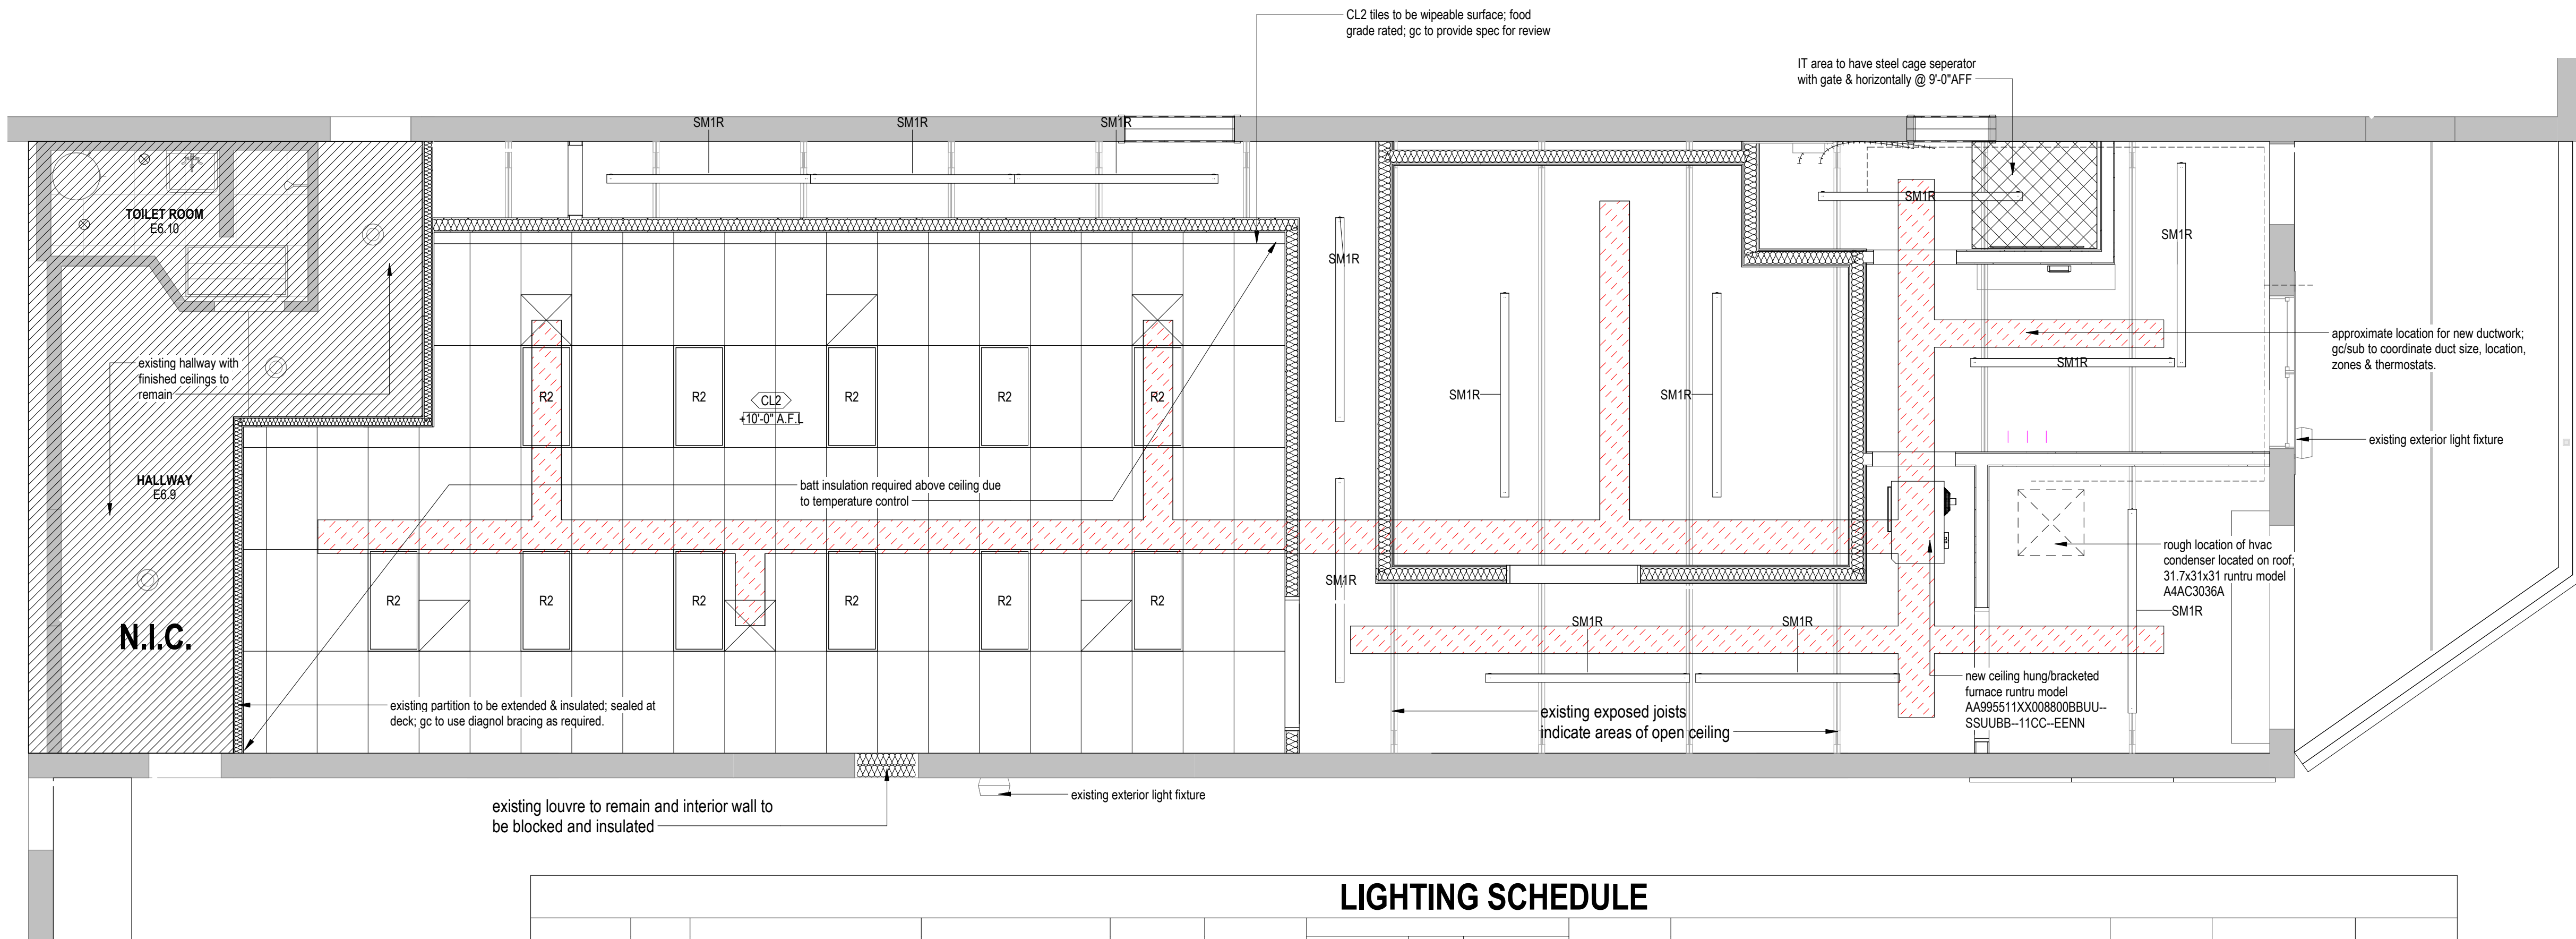 CL2 tiles to be wipeable surface; food
grade rated; gc to provide spec for review
IT area to have steel cage seperator
with gate & horizontally @ 9'-0"AFF
SM1R
SM1R
SM1R
TOILET ROOM
E6.10
SM1R
SM1R
SM1R
existing hallway with
finished ceilings to
remain
approximate location for new ductwork;
gc/sub to coordinate duct size, location,
zones & thermostats.
SM1R
R2
R2
CL2
+10'-0" A.F.L
R2
R2
R2
SM1R
SM1R
existing exterior light fixture
HALLWAY
E6.9
batt insulation required above ceiling due
to temperature control
rough location of hvac
condenser located on roof;
31.7x31x31 runtru model
A4AC3036A
SM1R
R2
R2
R2
R2
R2
R2
SM1R
SM1R
SM1R
N.I.C.
new ceiling hung/bracketed
furnace runtru model
AA995511XX008800BBUU--
SSUUBB--11CC--EENN
existing partition to be extended & insulated; sealed at
deck; gc to use diagnol bracing as required.
existing exposed joists
indicate areas of open ceiling
existing louvre to remain and interior wall to
be blocked and insulated
existing exterior light fixture
LIGHTING SCHEDULE